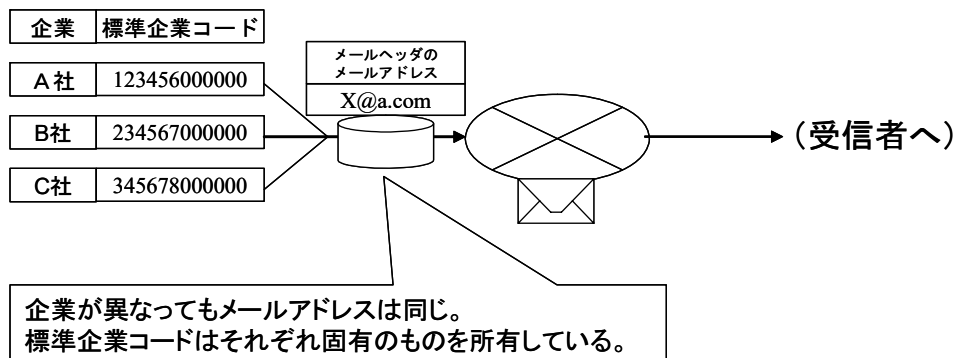 企業 標準企業コード
A社 123456000000
B社 234567000000
C社 345678000000
メールヘッダの
メールアドレス
X@a.com
(受信者へ)
企業が異なってもメールアドレスは同じ。
標準企業コードはそれぞれ固有のものを所有している。